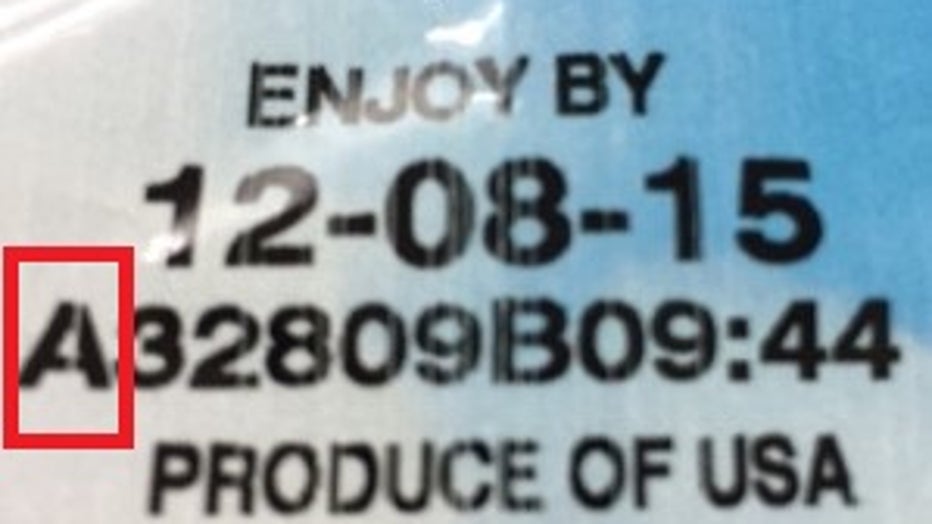 ENJOY BY
12-08-15
A32809B09:44
PRODUCE OF USA